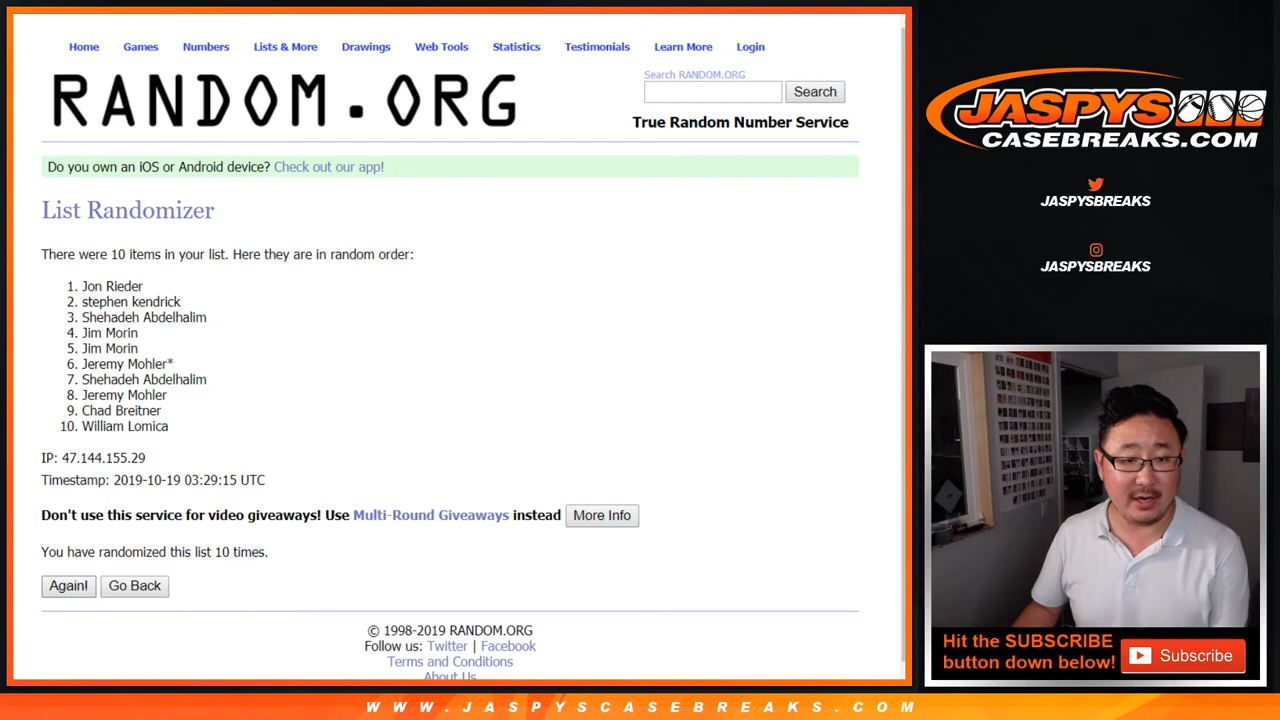 Home Games Numbers Lists & More Drawings Web Tools Statistics Testimonials Learn More Login
RANDOM.ORG
Search RANDOM.ORG
Search
True Random Number Service
Do you own an iOS or Android device? Check out our app!
List Randomizer
There were 10 items in your list. Here they are in random order:
1. Jon Rieder
2. stephen kendrick
3. Shehadeh Abdelhalim
4. Jim Morin
5. Jim Morin
6. Jeremy Mohler*
7. Shehadeh Abdelhalim
8. Jeremy Mohler
9. Chad Breitner
10. William Lomica
IP: 47.144.155.29
Timestamp: 2019-10-19 03:29:15 UTC
Don't use this service for video giveaways! Use Multi-Round Giveaways instead More Info
You have randomized this list 10 times.
Again! Go Back
© 1998-2019 RANDOM.ORG
Follow us: Twitter | Facebook
Terms and Conditions
About Us
JASPYS
CASEBREAKS.COM
JASPYSBREAKS
JASPYSBREAKS
Hit the SUBSCRIBE
button down below!
Subscribe
WWW.JASPYSCASEBREAKS.COM